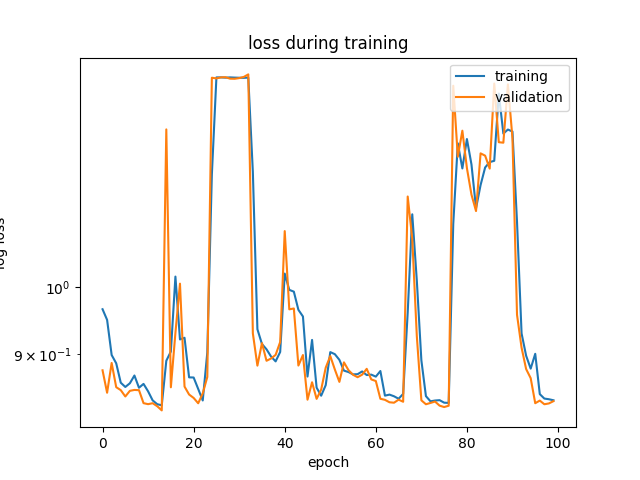 loss during training
training
validation
log loss
10⁰
9 × 10⁻¹
0
20
40
60
80
100
epoch